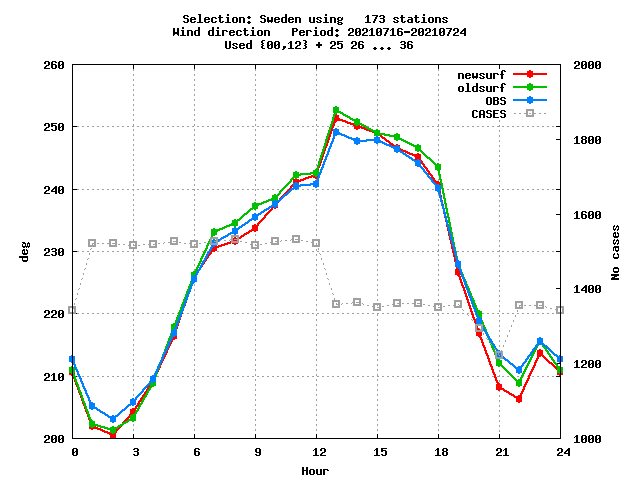 Selection: Sweden using   173 stations
Wind direction   Period: 20210716-20210724
Used {00,12} + 25 26 ... 36
newsurf
oldsurf
OBS
CASES
260
250
240
230
220
210
200
deg
2000
1800
1600
1400
1200
1000
No cases
0 3 6 9 12 15 18 21 24
Hour